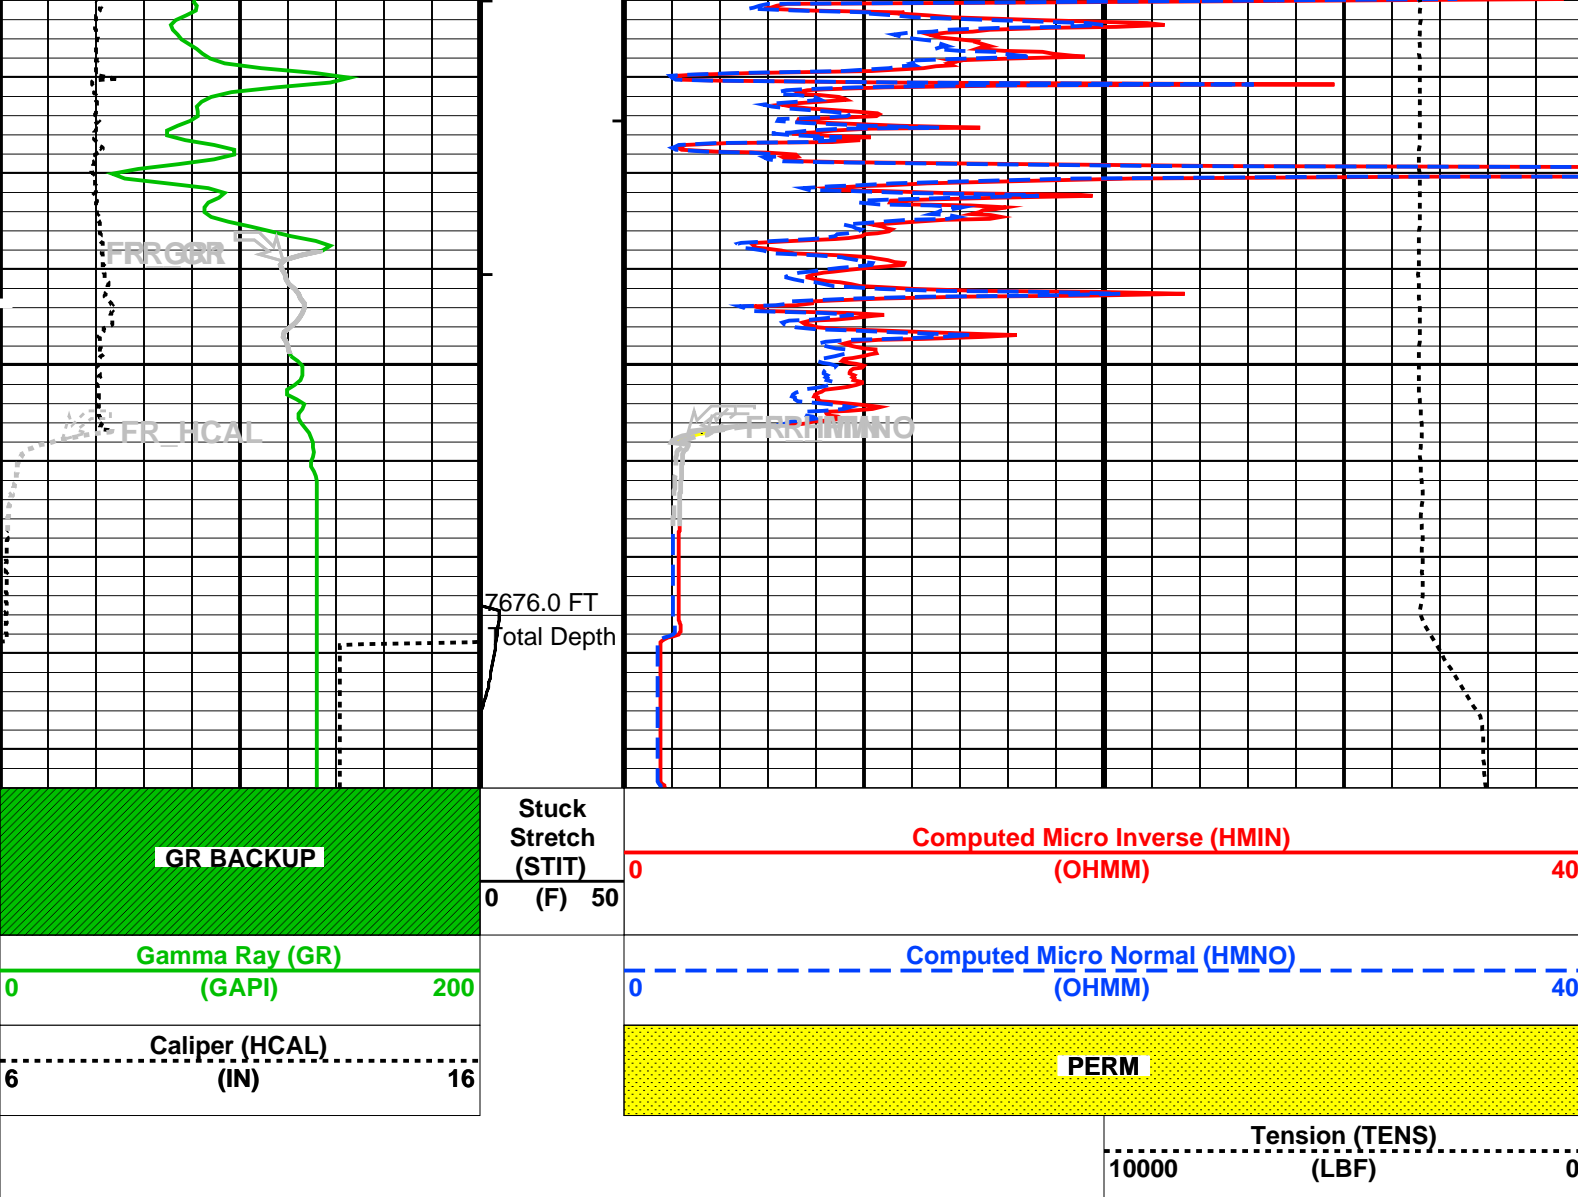 FR_HCAL
7676.0 FT
Total Depth
GR BACKUP
Stuck
Stretch
(STIT)
0 (F) 50
Computed Micro Inverse (HMIN)
0 (OHMM) 40
Gamma Ray (GR)
0 (GAPI) 200
Computed Micro Normal (HMNO)
0 (OHMM) 40
Caliper (HCAL)
6 (IN) 16
PERM
Tension (TENS)
10000 (LBF) 0